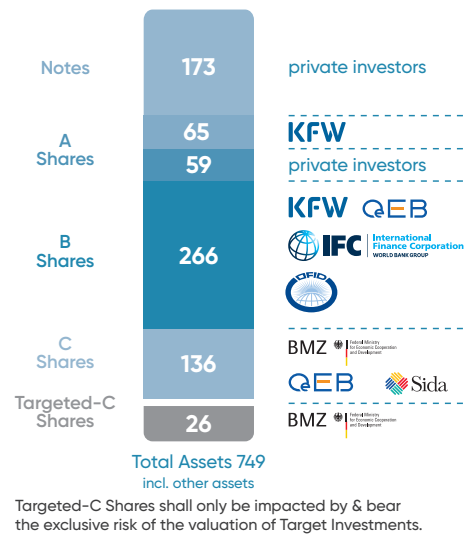 Notes
173
private investors
A
Shares
65
KFW
59
private investors
B
Shares
266
KFW OeEB
IFC International
Finance Corporation
WORLD BANK GROUP
OFID
C
Shares
136
BMZ Federal Ministry
for Economic Cooperation
and Development
OeEB Sida
Targeted-C
Shares
26
BMZ Federal Ministry
for Economic Cooperation
and Development
Total Assets 749
incl. other assets
Targeted-C Shares shall only be impacted by & bear
the exclusive risk of the valuation of Target Investments.